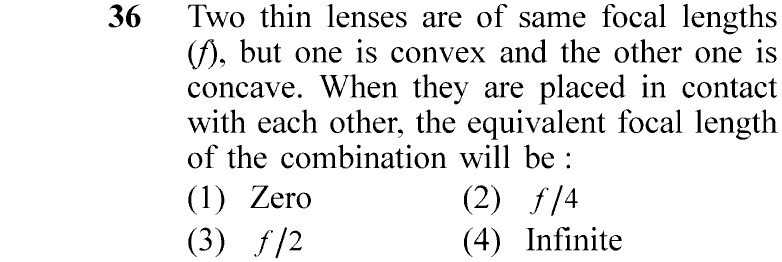 36 Two thin lenses are of same focal lengths
(f), but one is convex and the other one is
concave. When they are placed in contact
with each other, the equivalent focal length
of the combination will be :
(1) Zero (2) f/4
(3) f/2 (4) Infinite